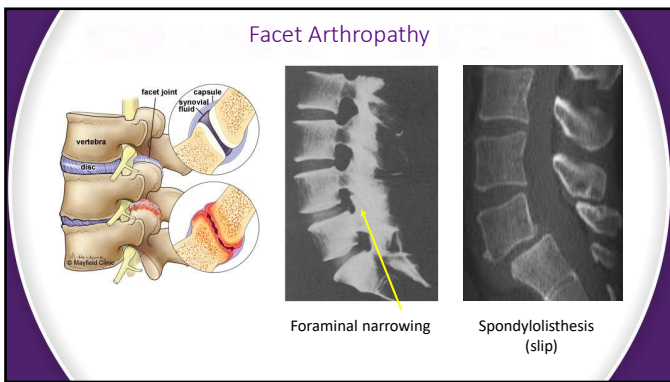 Facet Arthropathy
facet joint
capsule
synovial
fluid
vertebra
disc
© Mayfield Clinic
Foraminal narrowing
Spondylolisthesis
(slip)